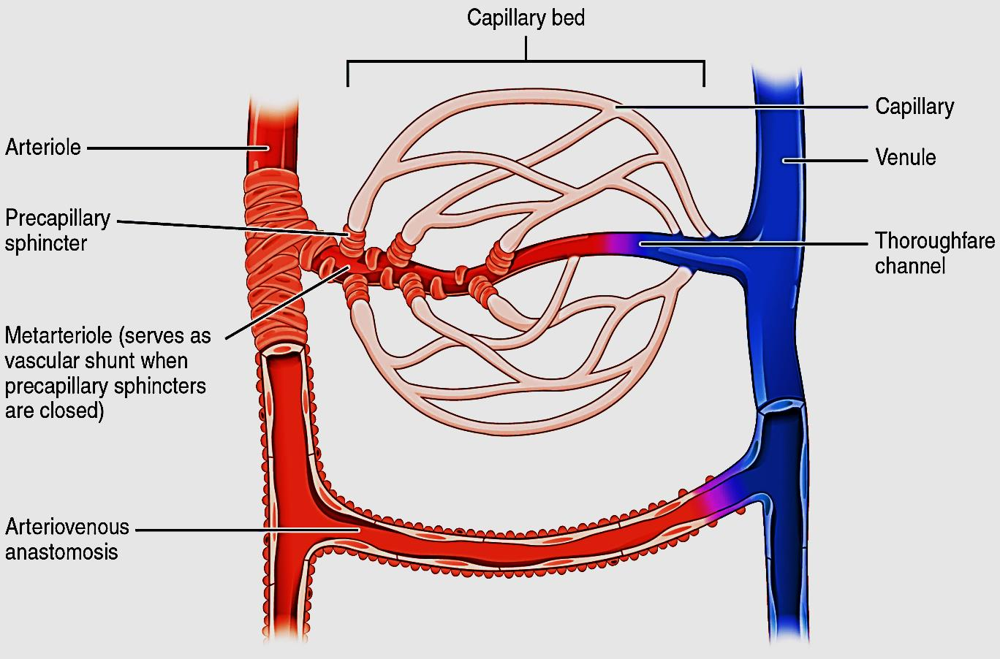 Capillary bed
Capillary
Arteriole
Venule
Precapillary
sphincter
Thoroughfare
channel
Metarteriole (serves as
vascular shunt when
precapillary sphincters
are closed)
Arteriovenous
anastomosis